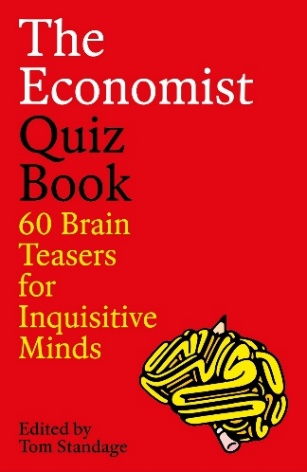 The
Economist
Quiz
Book
60 Brain
Teasers
for
Inquisitive
Minds
Edited by
Tom Standage